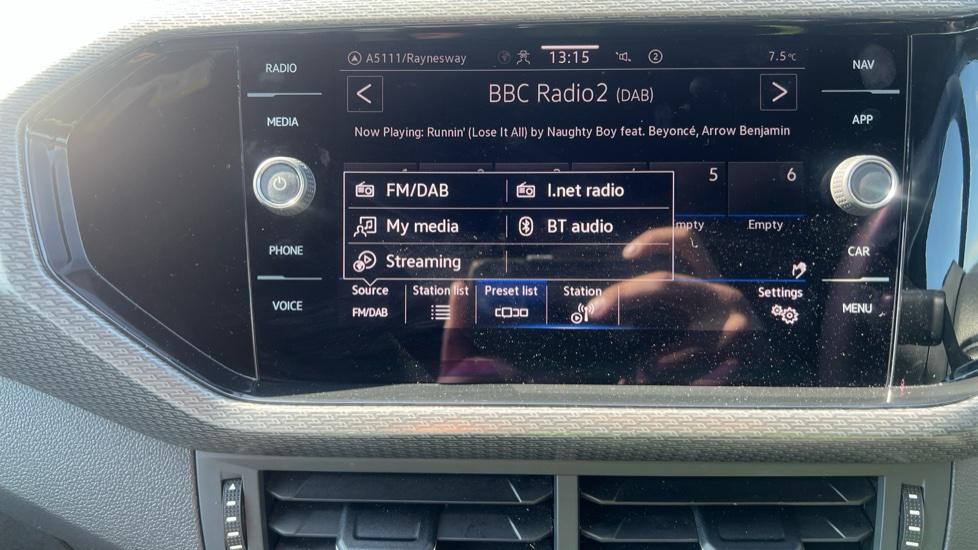 RADIO
MEDIA
PHONE
VOICE
A5111/Raynesway 13:15 2 7.5°C
< BBC Radio2 (DAB) >
Now Playing: Runnin' (Lose It All) by Naughty Boy feat. Beyoncé, Arrow Benjamin
5 6
mpty Empty
FM/DAB I.net radio
My media BT audio
Streaming
Source Station list Preset list Station Settings
FM/DAB
NAV
APP
CAR
MENU